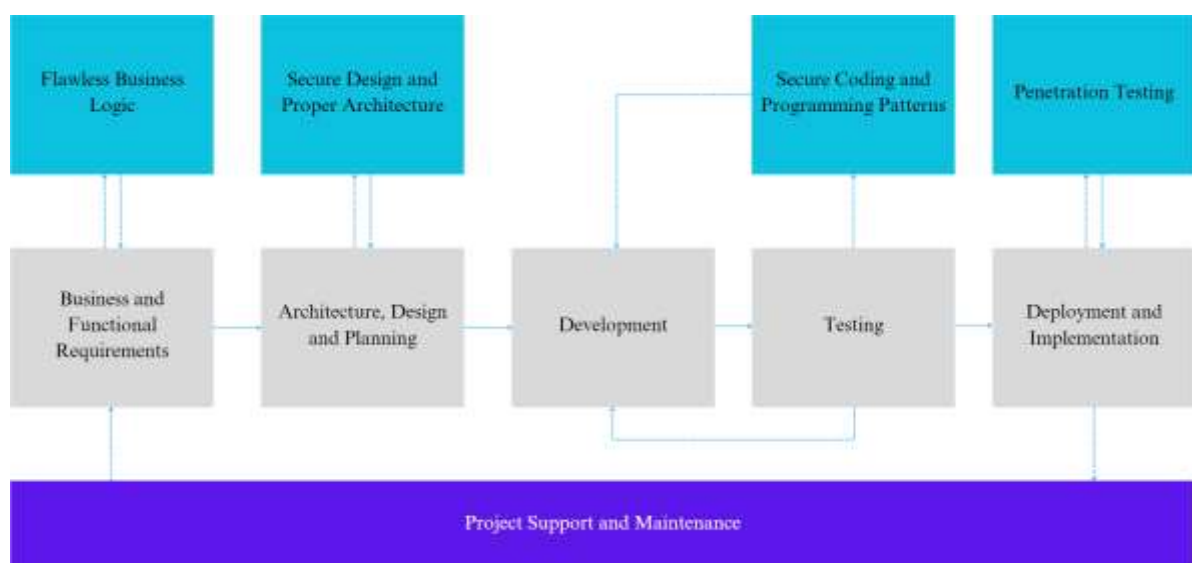 Flawless Business
Logic
Secure Design and
Proper Architecture
Secure Coding and
Programming Patterns
Penetration Testing
Business and
Functional
Requirements
Architecture, Design
and Planning
Development
Testing
Deployment and
Implementation
Project Support and Maintenance